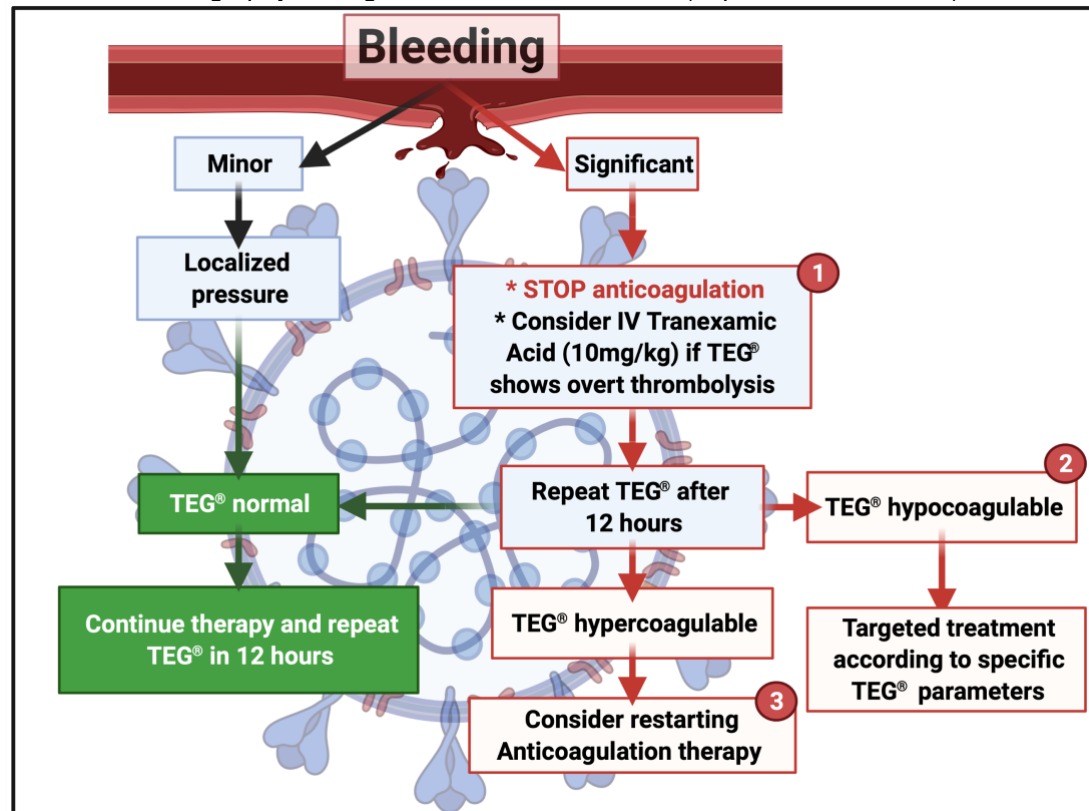 Bleeding
Minor
Significant
Localized
pressure
1
* STOP anticoagulation
* Consider IV Tranexamic
Acid (10mg/kg) if TEG®
shows overt thrombolysis
TEG® normal
Repeat TEG® after
12 hours
2
TEG® hypocoagulable
Continue therapy and repeat
TEG® in 12 hours
TEG® hypercoagulable
Targeted treatment
according to specific
TEG® parameters
3
Consider restarting
Anticoagulation therapy